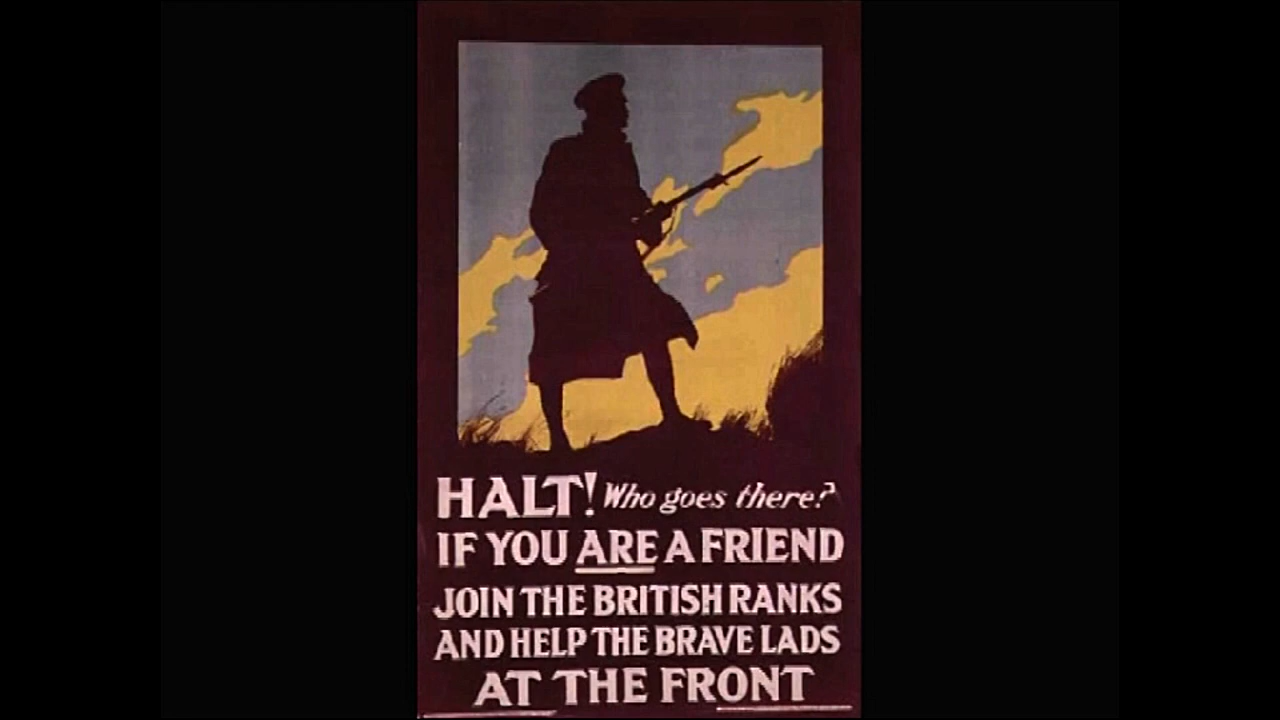 HALT! Who goes there?
IF YOU ARE A FRIEND
JOIN THE BRITISH RANKS
AND HELP THE BRAVE LADS
AT THE FRONT